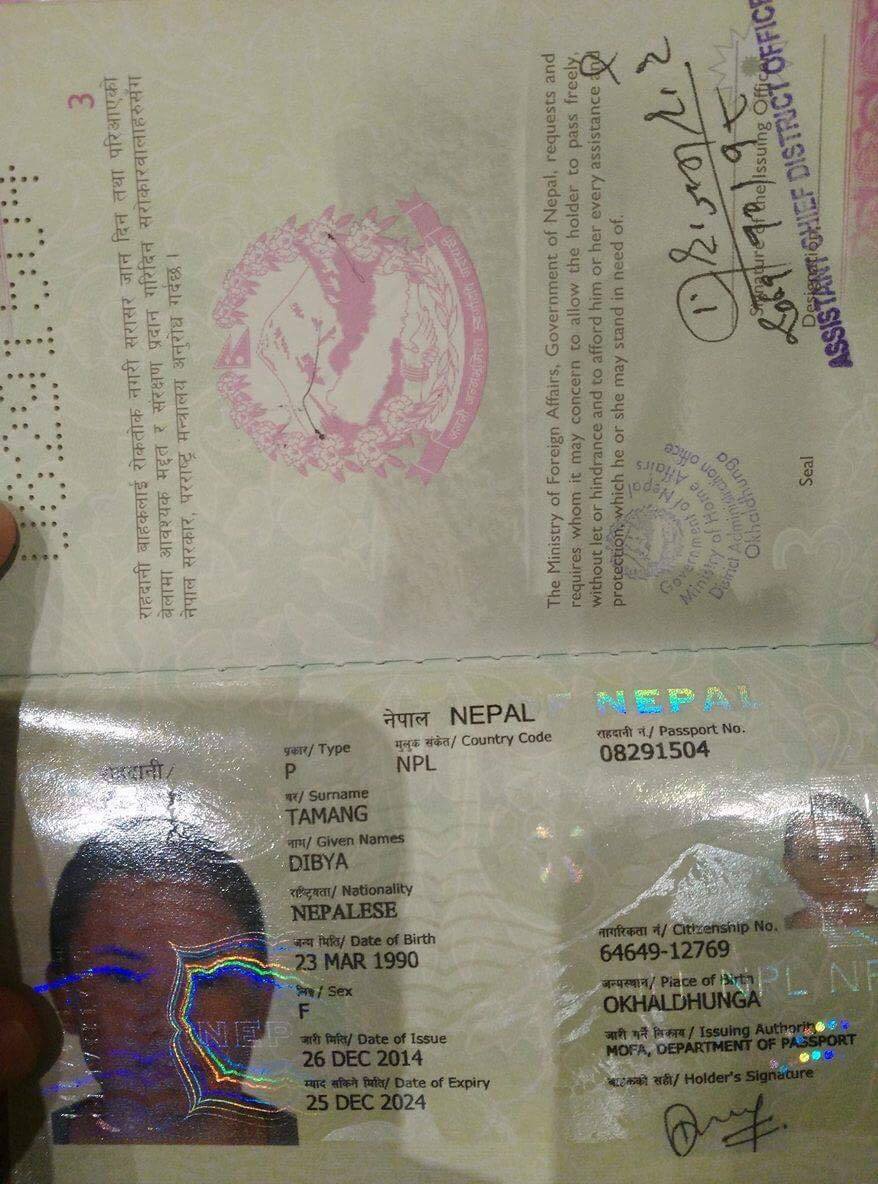 3
राहदानी बाहकलाई रोकतोक नगरी सरासर जान दिन तथा परिआएको
बेलामा आवश्यक मद्दत र संरक्षण प्रदान गरिदिन सरोकारवालाहरुसँग
नेपाल सरकार, परराष्ट्र मन्त्रालय अनुरोध गर्दछ ।
The Ministry of Foreign Affairs, Government of Nepal, requests and
requires whom it may concern to allow the holder to pass freely,
without let or hindrance and to afford him or her every assistance and
protection which he or she may stand in need of.
Government of Nepal
Ministry of Home Affairs
District Administration office
Okhaldhunga
Signature of the Issuing Officer
Designation
ASSISTANT CHIEF DISTRICT OFFICE
Seal
नेपाल NEPAL
NEPAL
राहदानी/
प्रकार/ Type
P
मुलुक संकेत/ Country Code
NPL
राहदानी नं./ Passport No.
08291504
थर/ Surname
TAMANG
नाम/ Given Names
DIBYA
राष्ट्रियता/ Nationality
NEPALESE
नागरिकता नं/ Citizenship No.
64649-12769
जन्म मिति/ Date of Birth
23 MAR 1990
जन्मस्थान/ Place of Birth
OKHALDHUNGA
लिङ्ग/ Sex
F
जारी मिति/ Date of Issue
26 DEC 2014
जारी गर्ने निकाय/ Issuing Authority
MOFA, DEPARTMENT OF PASSPORT
म्याद सकिने मिति/ Date of Expiry
25 DEC 2024
बाहकको सही/ Holder's Signature